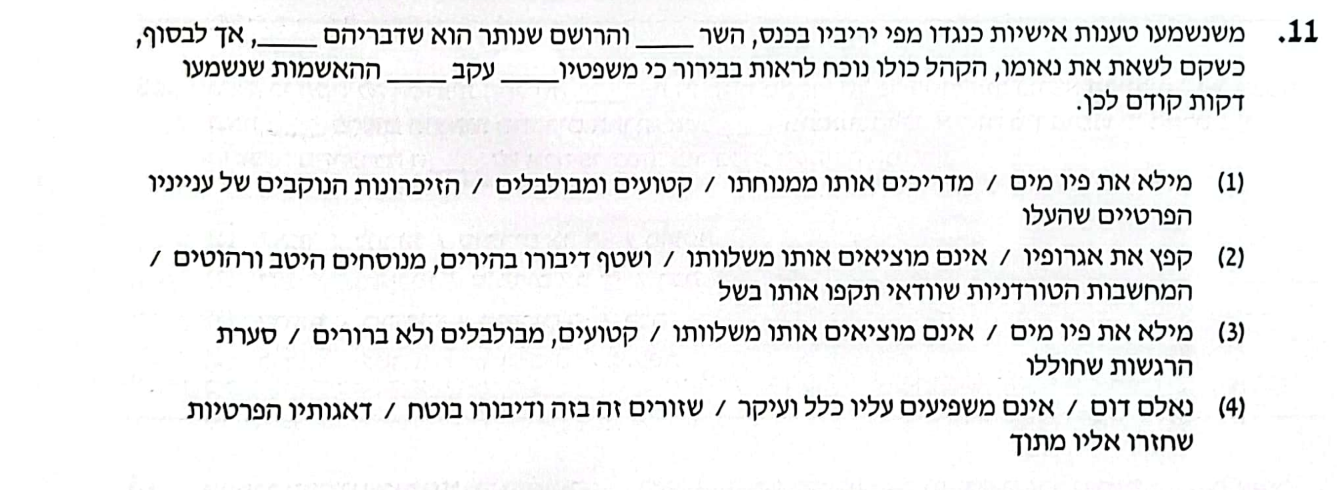 11. משנשמעו טענות אישיות כנגדו מפי יריביו בכנס, השר ____ והרושם שנותר הוא שדבריהם ____, אך לבסוף,
כשקם לשאת את נאומו, הקהל כולו נוכח לראות בבירור כי משפטיו____ עקב ____ ההאשמות שנשמעו
דקות קודם לכן.
(1) מילא את פיו מים / מדריכים אותו ממנוחתו / קטועים ומבולבלים / הזיכרונות הנוקבים של ענייניו
הפרטיים שהעלו
(2) קפץ את אגרופיו / אינם מוציאים אותו משלוותו / ושטף דיבורו בהירים, מנוסחים היטב ורהוטים /
המחשבות הטורדניות שוודאי תקפו אותו בשל
(3) מילא את פיו מים / אינם מוציאים אותו משלוותו / קטועים, מבולבלים ולא ברורים / סערת
הרגשות שחוללו
(4) נאלם דום / אינם משפיעים עליו כלל ועיקר / שזורים זה בזה ודיבורו בוטח / דאגותיו הפרטיות
שחזרו אליו מתוך